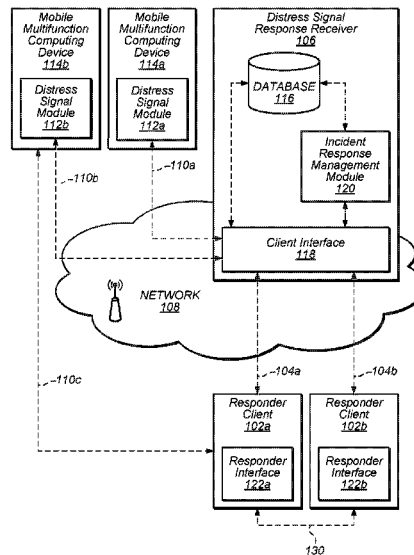 Mobile
Multifunction
Computing
Device
114b
Distress
Signal
Module
112b
Mobile
Multifunction
Computing
Device
114a
Distress
Signal
Module
112a
Distress Signal
Response Receiver
106
DATABASE
116
Incident
Response
Management
Module
120
Client Interface
118
110b
110a
NETWORK
108
110c
104a
104b
Responder
Client
102a
Responder
Interface
122a
Responder
Client
102b
Responder
Interface
122b
130